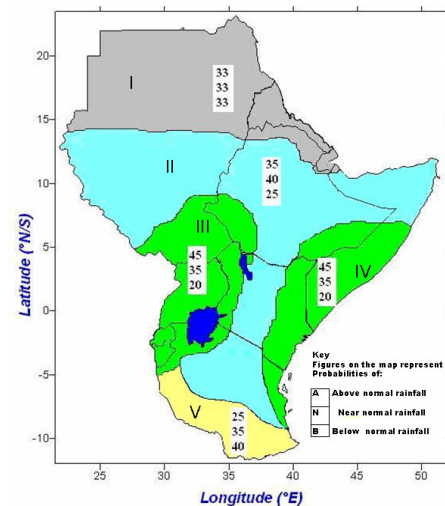 20
15
10
5
0
-5
-10
Latitude (°N/S)
I
33
33
33
II
35
40
25
III
45
35
20
IV
45
35
20
V
25
35
40
Key
Figures on the map represent
Probabilities of:
A Above normal rainfall
N Near normal rainfall
B Below normal rainfall
25 30 35 40 45 50
Longitude (°E)